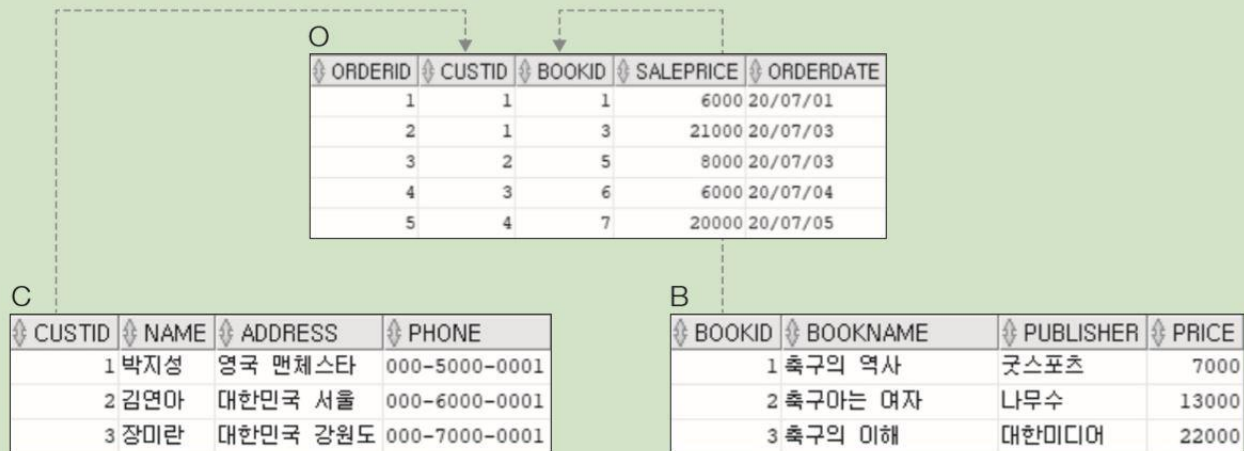 O
ORDERID CUSTID BOOKID SALEPRICE ORDERDATE
1 1 1 6000 20/07/01
2 1 3 21000 20/07/03
3 2 5 8000 20/07/03
4 3 6 6000 20/07/04
5 4 7 20000 20/07/05
C
CUSTID NAME ADDRESS PHONE
1 박지성 영국 맨체스타 000-5000-0001
2 김연아 대한민국 서울 000-6000-0001
3 장미란 대한민국 강원도 000-7000-0001
B
BOOKID BOOKNAME PUBLISHER PRICE
1 축구의 역사 굿스포츠 7000
2 축구아는 여자 나무수 13000
3 축구의 이해 대한미디어 22000